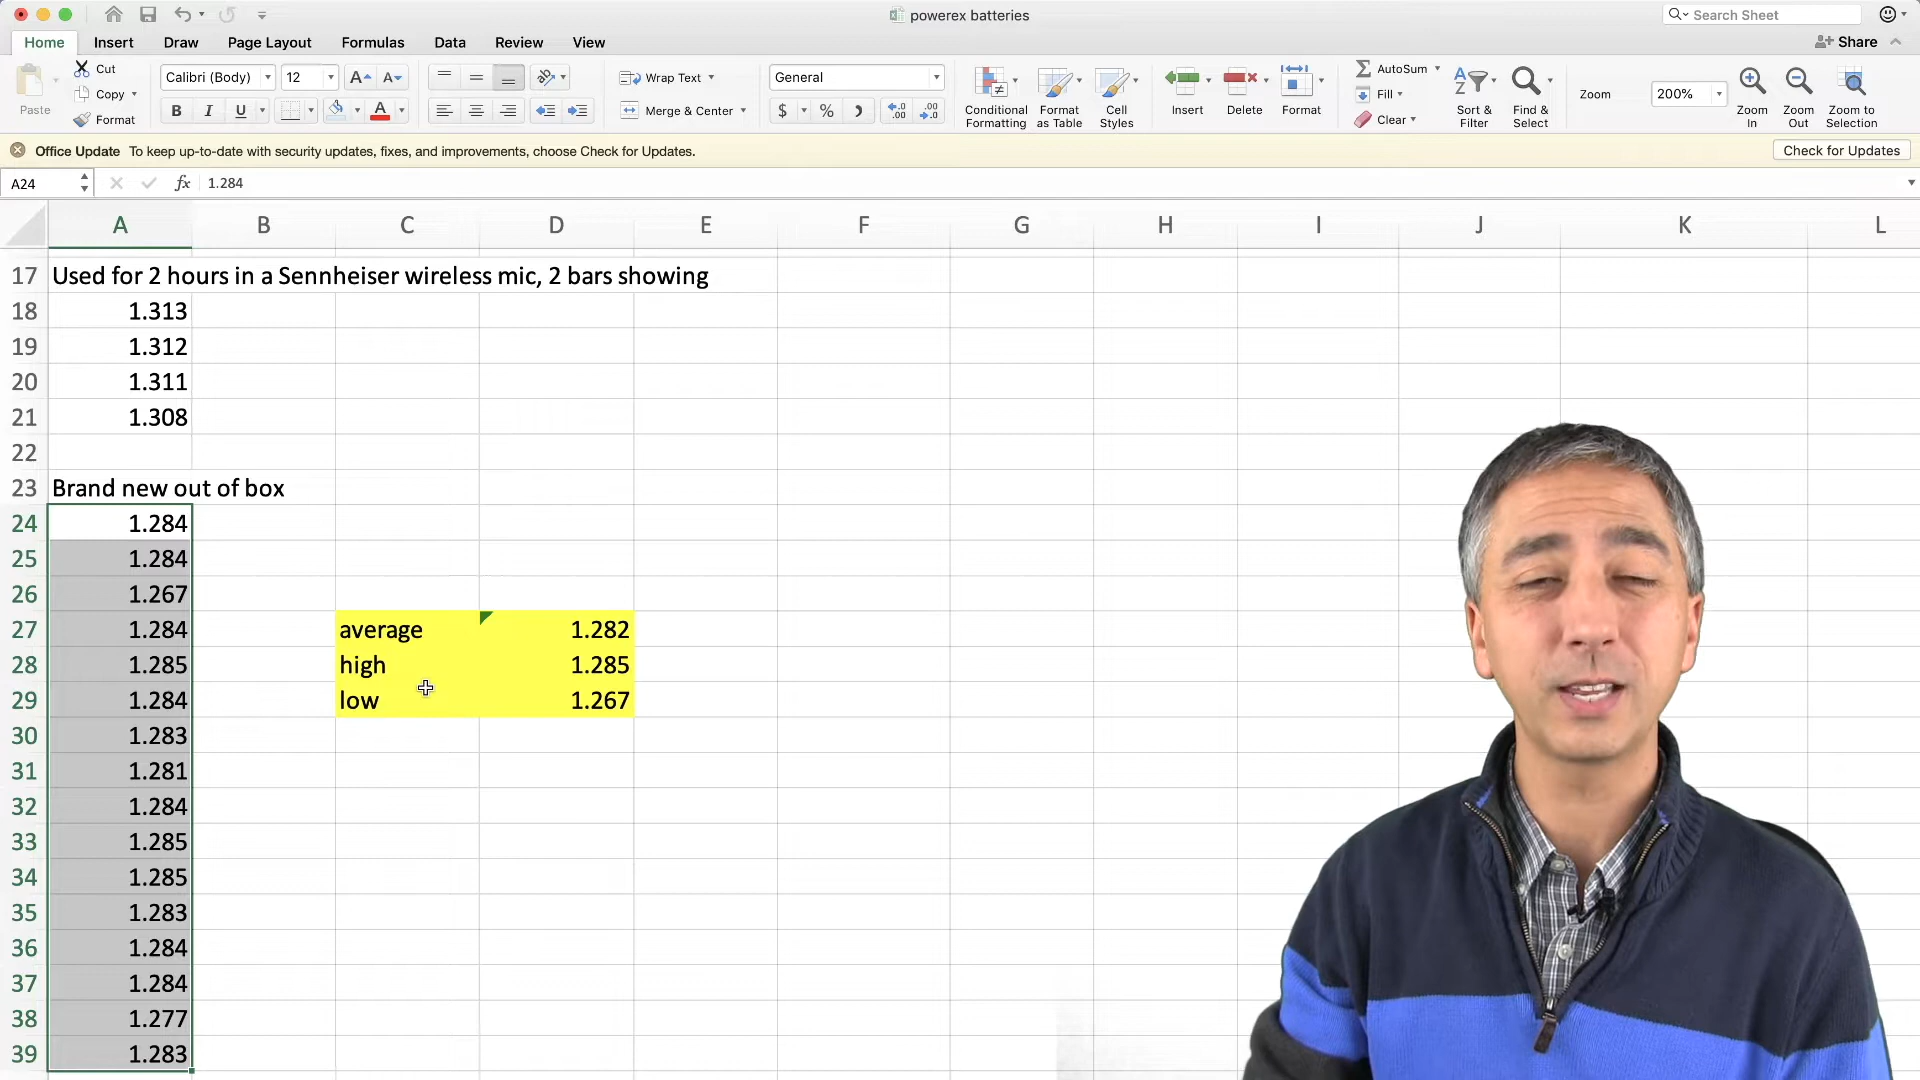 powerex batteries
Search Sheet
Home Insert Draw Page Layout Formulas Data Review View
Share
Paste
Cut
Copy
Format
Calibri (Body) 12
A A
B I U A
Wrap Text
Merge & Center
General
$ % .0 .00 .00 .0
Conditional Formatting
Format as Table
Cell Styles
Insert
Delete
Format
AutoSum
Fill
Clear
Sort & Filter
Find & Select
Zoom 200%
Zoom In
Zoom Out
Zoom to Selection
Office Update To keep up-to-date with security updates, fixes, and improvements, choose Check for Updates.
Check for Updates
A24 fx 1.284
A B C D E F G H I J K L
17 Used for 2 hours in a Sennheiser wireless mic, 2 bars showing
18 1.313
19 1.312
20 1.311
21 1.308
22
23 Brand new out of box
24 1.284
25 1.284
26 1.267
27 1.284 average 1.282
28 1.285 high 1.285
29 1.284 low 1.267
30 1.283
31 1.281
32 1.284
33 1.285
34 1.285
35 1.283
36 1.284
37 1.284
38 1.277
39 1.283